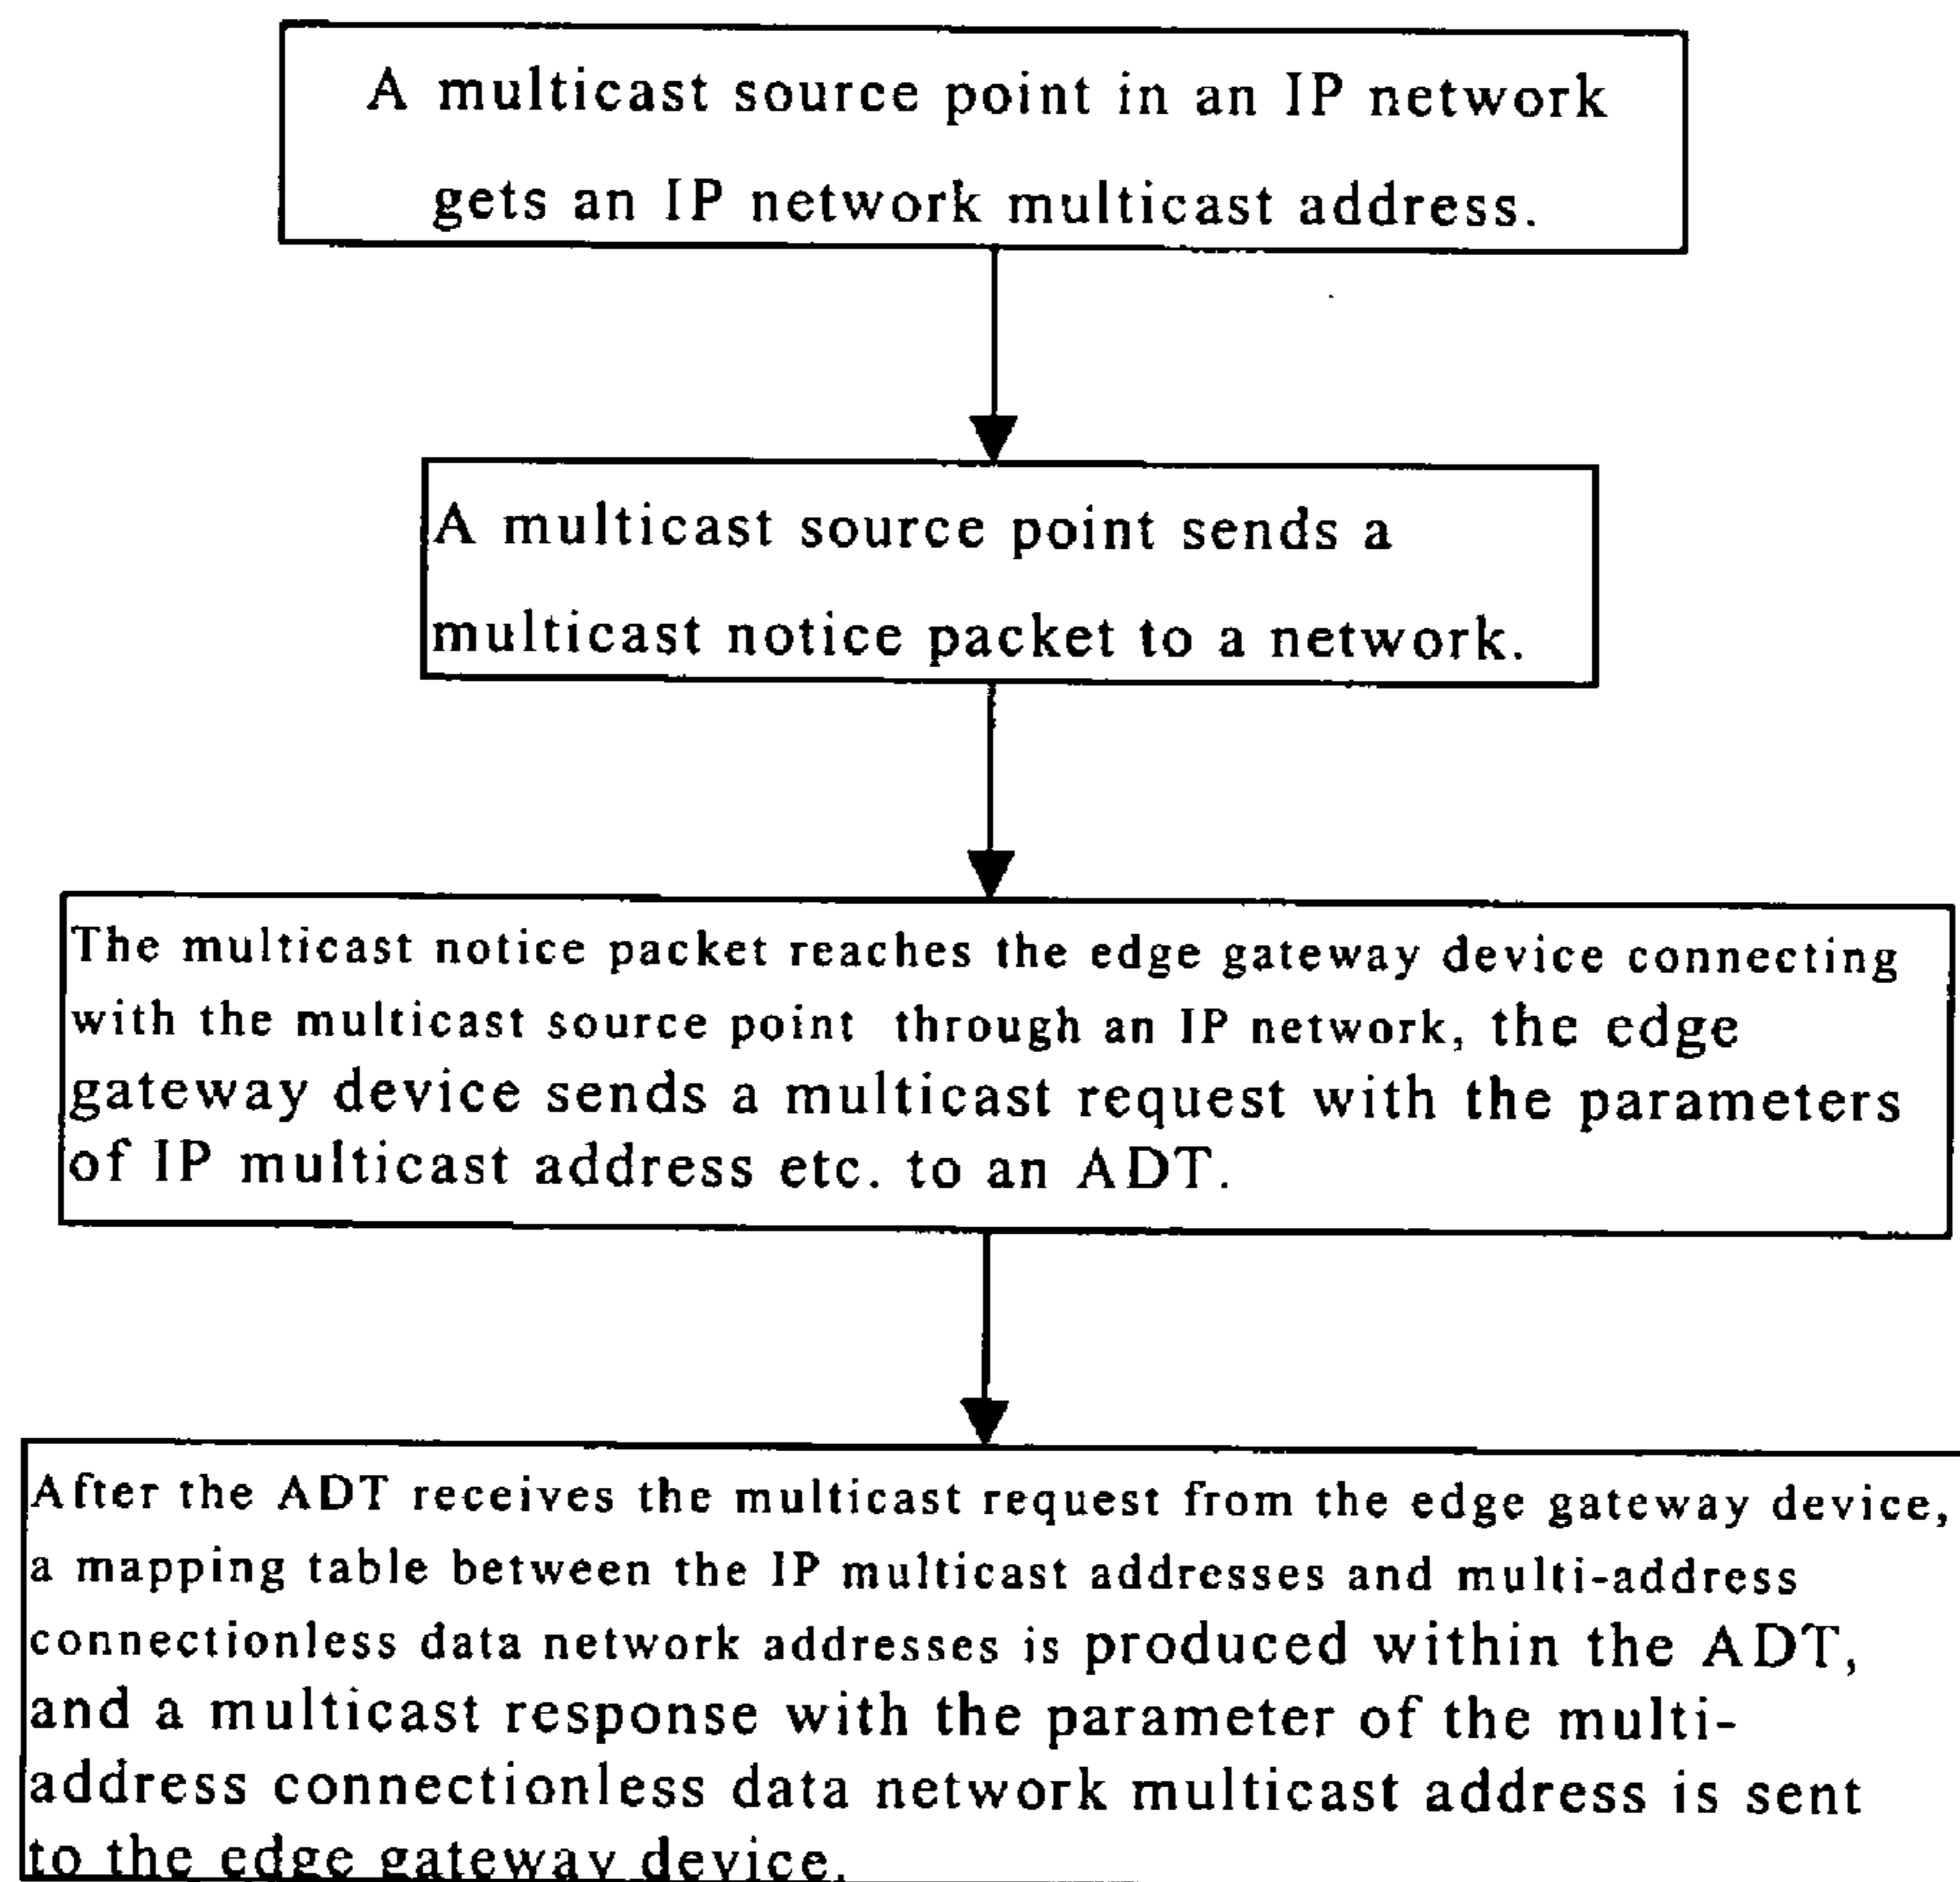 A multicast source point in an IP network
gets an IP network multicast address.
A multicast source point sends a
multicast notice packet to a network.
The multicast notice packet reaches the edge gateway device connecting
with the multicast source point through an IP network, the edge
gateway device sends a multicast request with the parameters
of IP multicast address etc. to an ADT.
After the ADT receives the multicast request from the edge gateway device,
a mapping table between the IP multicast addresses and multi-address
connectionless data network addresses is produced within the ADT,
and a multicast response with the parameter of the multi-
address connectionless data network multicast address is sent
to the edge gateway device.